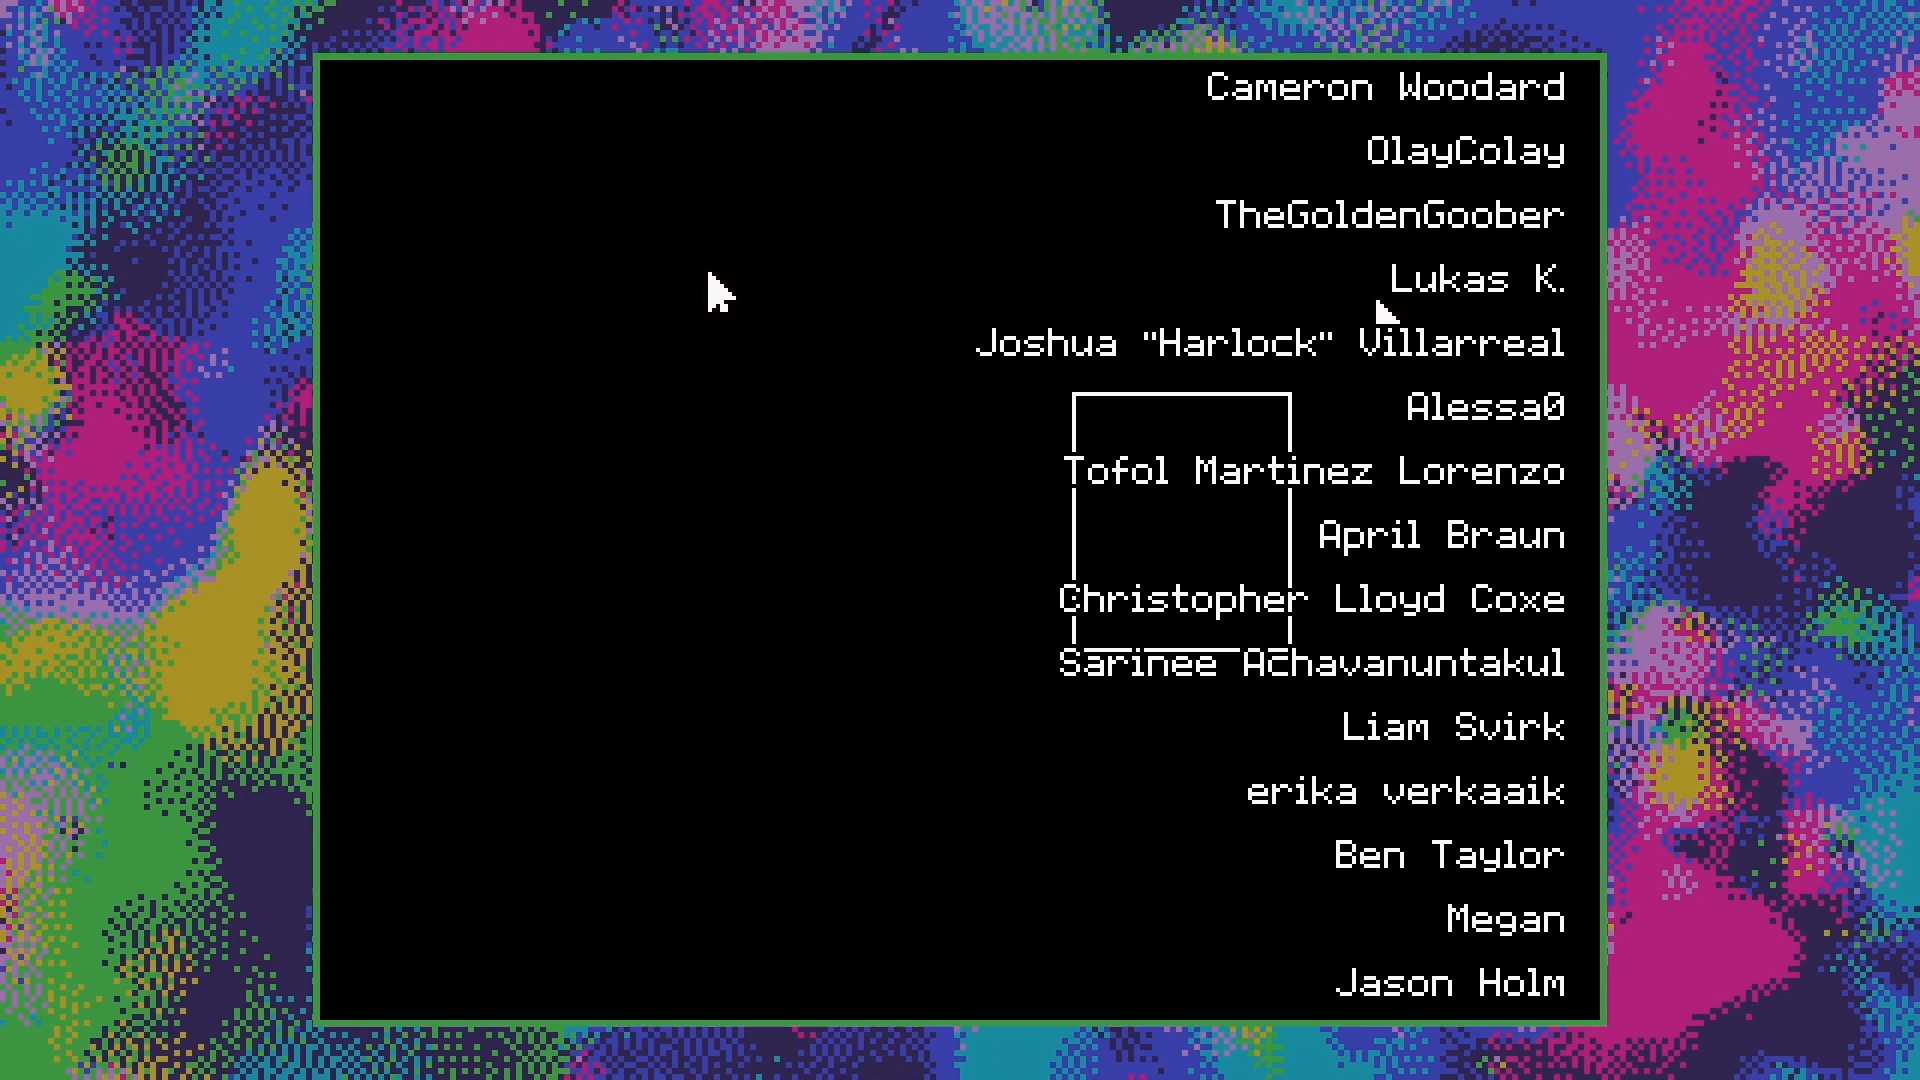 Cameron Woodard
OlayColay
TheGoldenGoober
Lukas K.
Joshua "Harlock" Villarreal
Alessa0
Tofol Martinez Lorenzo
April Braun
Christopher Lloyd Coxe
Sarinee Achavanuntakul
Liam Svirk
erika verkaaik
Ben Taylor
Megan
Jason Holm